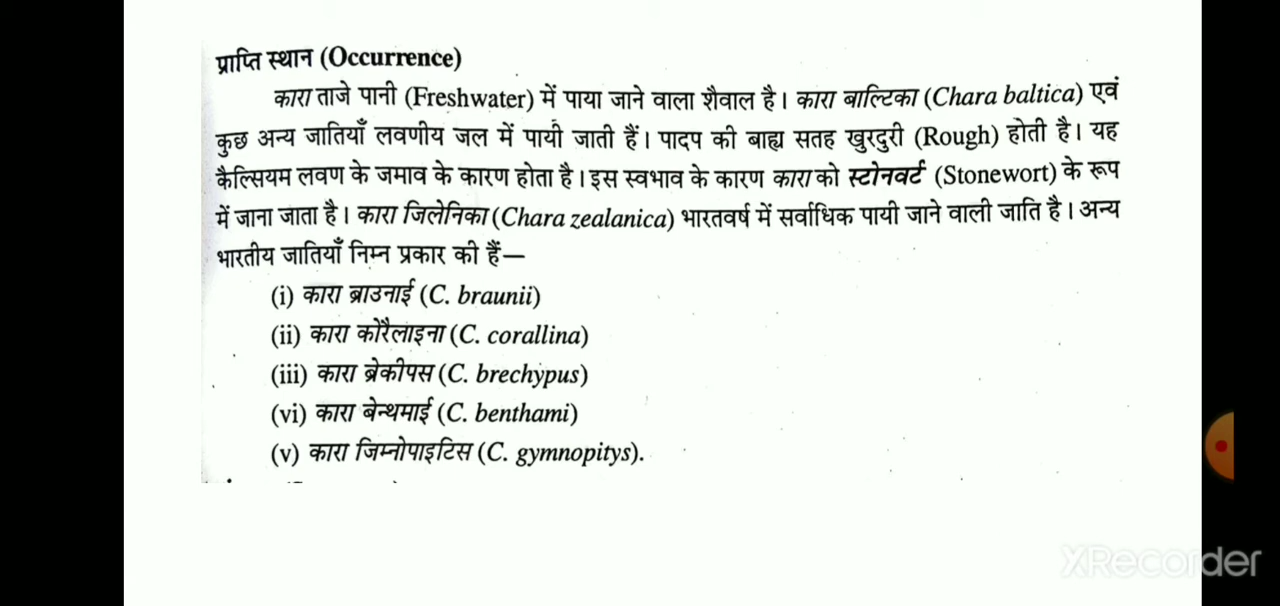 प्राप्ति स्थान (Occurrence)
कारा ताजे पानी (Freshwater) में पाया जाने वाला शैवाल है। कारा बाल्टिका (Chara baltica) एवं
कुछ अन्य जातियाँ लवणीय जल में पायी जाती हैं। पादप की बाह्य सतह खुरदुरी (Rough) होती है। यह
कैल्सियम लवण के जमाव के कारण होता है। इस स्वभाव के कारण कारा को स्टोनवर्ट (Stonewort) के रूप
में जाना जाता है। कारा जिलेनिका (Chara zealanica) भारतवर्ष में सर्वाधिक पायी जाने वाली जाति है। अन्य
भारतीय जातियाँ निम्न प्रकार की हैं—
(i) कारा ब्राउनाई (C. braunii)
(ii) कारा कोरैलाइना (C. corallina)
(iii) कारा ब्रेकीपस (C. brechypus)
(vi) कारा बेन्थमाई (C. benthami)
(v) कारा जिम्नोपाइटिस (C. gymnopitys).
XRecorder